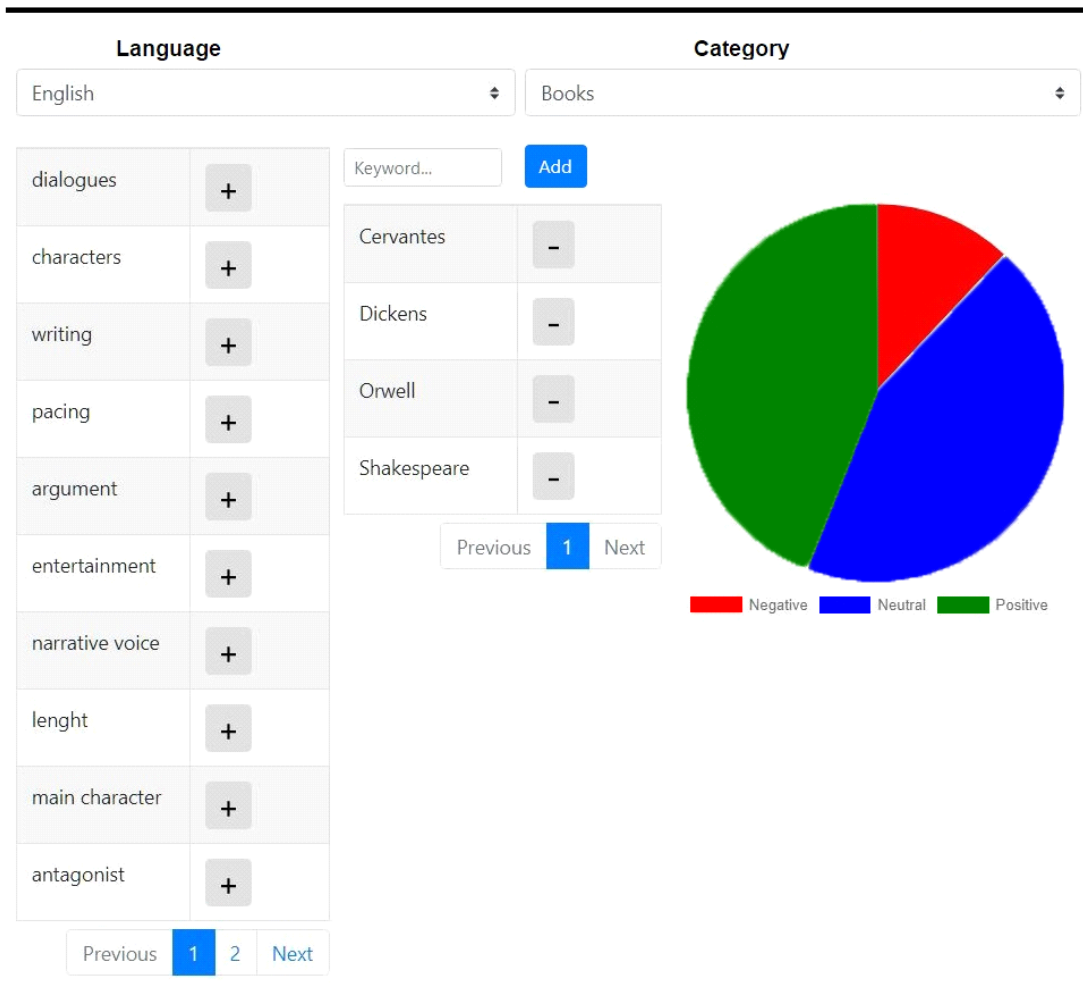 Language
Category
English
Books
dialogues +
characters +
writing +
pacing +
argument +
entertainment +
narrative voice +
lenght +
main character +
antagonist +
Previous 1 2 Next
Keyword...
Add
Cervantes -
Dickens -
Orwell -
Shakespeare -
Previous 1 Next
Negative Neutral Positive